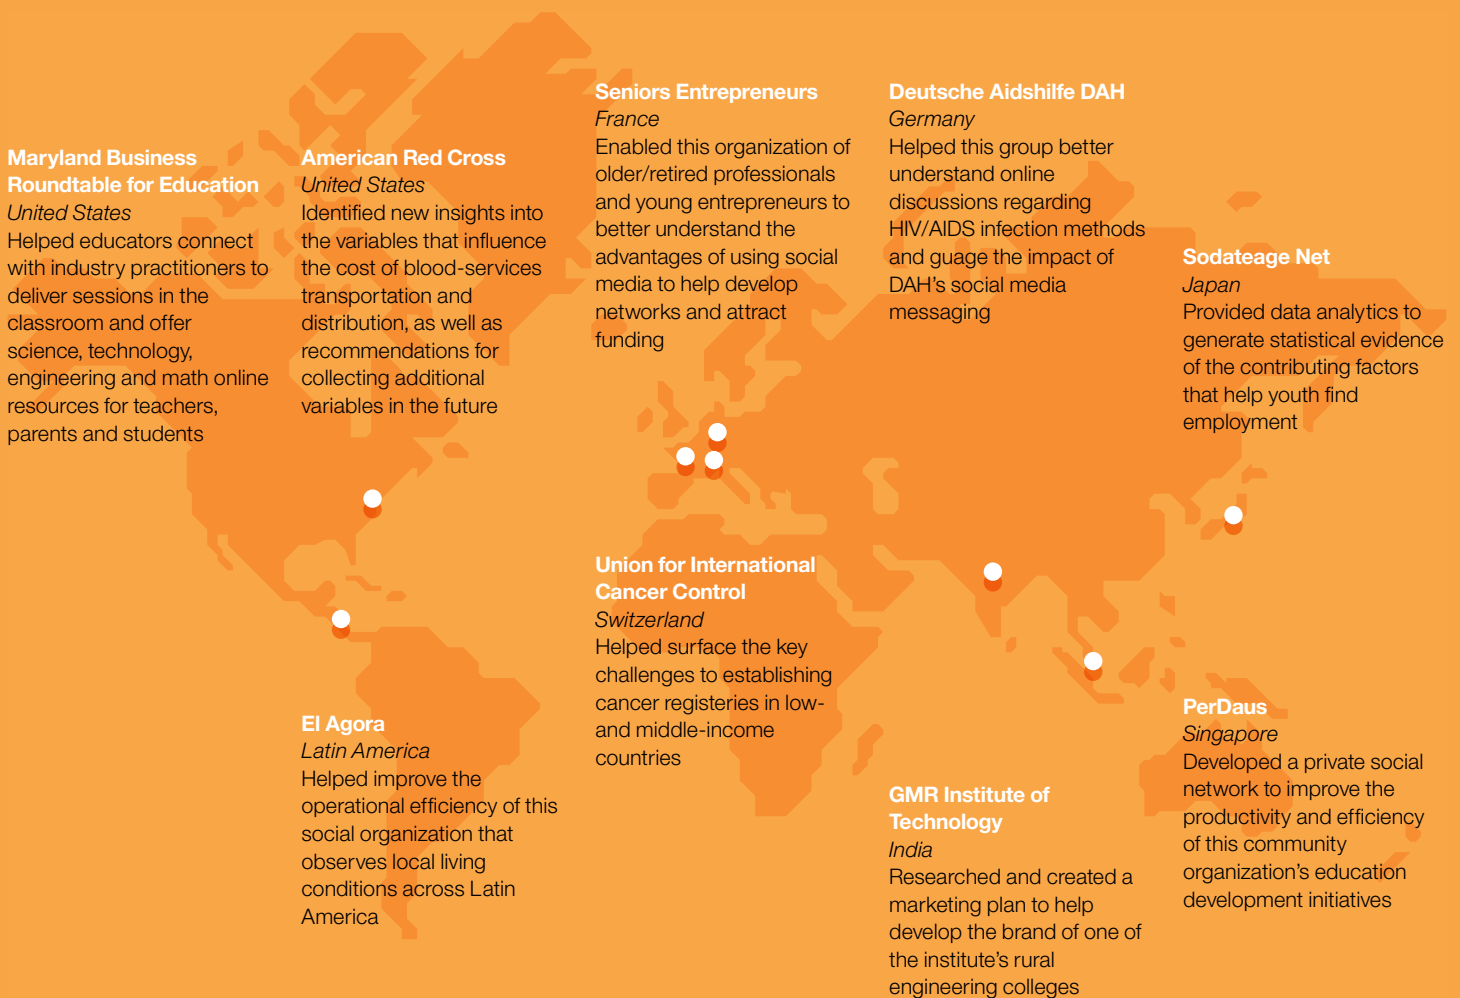 Maryland Business
Roundtable for Education
United States
Helped educators connect
with industry practitioners to
deliver sessions in the
classroom and offer
science, technology,
engineering and math online
resources for teachers,
parents and students
American Red Cross
United States
Identified new insights into
the variables that influence
the cost of blood-services
transportation and
distribution, as well as
recommendations for
collecting additional
variables in the future
Seniors Entrepreneurs
France
Enabled this organization of
older/retired professionals
and young entrepreneurs to
better understand the
advantages of using social
media to help develop
networks and attract
funding
Deutsche Aidshilfe DAH
Germany
Helped this group better
understand online
discussions regarding
HIV/AIDS infection methods
and guage the impact of
DAH's social media
messaging
Sodateage Net
Japan
Provided data analytics to
generate statistical evidence
of the contributing factors
that help youth find
employment
El Agora
Latin America
Helped improve the
operational efficiency of this
social organization that
observes local living
conditions across Latin
America
Union for International
Cancer Control
Switzerland
Helped surface the key
challenges to establishing
cancer registeries in low-
and middle-income
countries
GMR Institute of
Technology
India
Researched and created a
marketing plan to help
develop the brand of one of
the institute's rural
engineering colleges
PerDaus
Singapore
Developed a private social
network to improve the
productivity and efficiency
of this community
organization's education
development initiatives